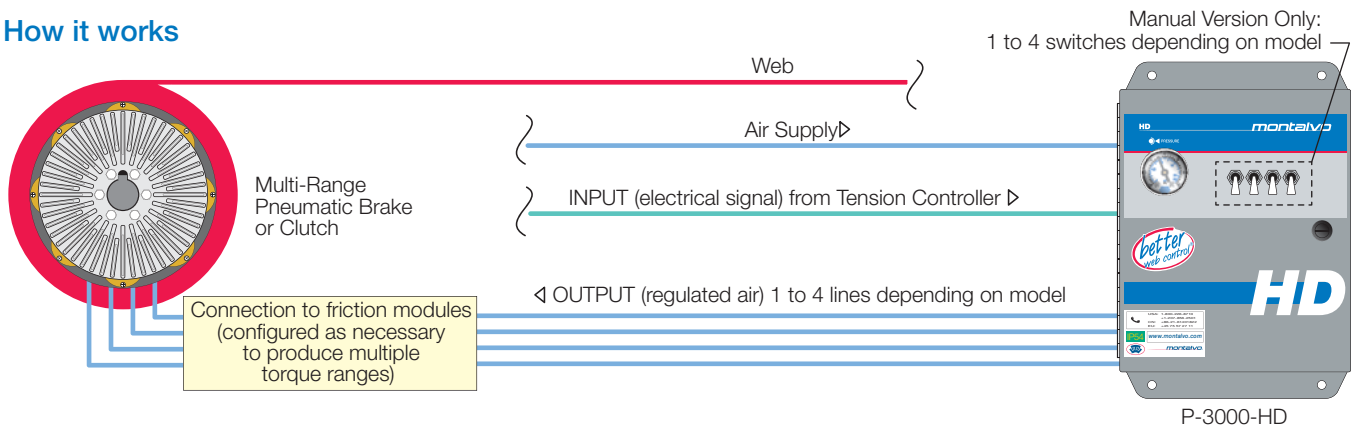 How it works
Manual Version Only:
1 to 4 switches depending on model
Web
Air Supply
INPUT (electrical signal) from Tension Controller
Multi-Range
Pneumatic Brake
or Clutch
OUTPUT (regulated air) 1 to 4 lines depending on model
Connection to friction modules
(configured as necessary
to produce multiple
torque ranges)
HD
montalvo
PRESSURE
better
web control
HD
IP54
www.montalvo.com
montalvo
P-3000-HD